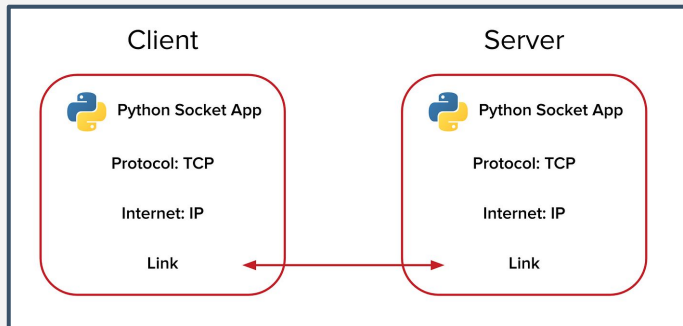 Client
Server
Python Socket App
Protocol: TCP
Internet: IP
Link
Python Socket App
Protocol: TCP
Internet: IP
Link